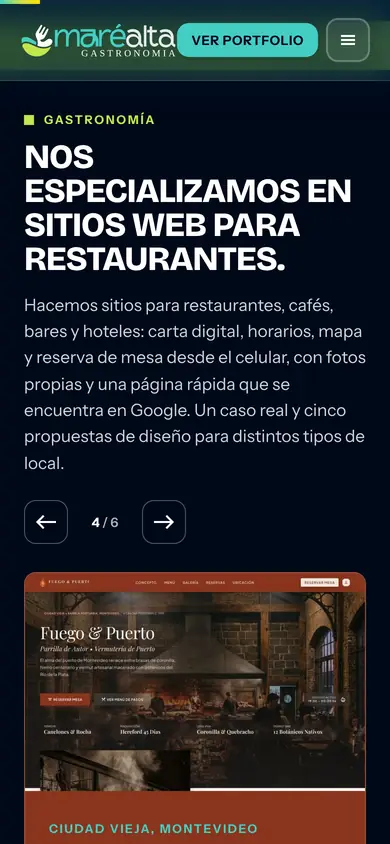 maréalta
GASTRONOMIA
VER PORTFOLIO
GASTRONOMÍA
NOS
ESPECIALIZAMOS EN
SITIOS WEB PARA
RESTAURANTES.
Hacemos sitios para restaurantes, cafés,
bares y hoteles: carta digital, horarios, mapa
y reserva de mesa desde el celular, con fotos
propias y una página rápida que se
encuentra en Google. Un caso real y cinco
propuestas de diseño para distintos tipos de
local.
4 / 6
FUEGO & PUERTO
CONCEPTO MENÚ GALERÍA RESERVAS UBICACIÓN
RESERVAR MESA
Fuego & Puerto
Parrilla de Autor • Vermutería de Puerto
RESERVAR MESA
VER MENÚ DE PASOS
Canelones & Rocha
Hereford 45 Días
Coronilla & Quebracho
12 Botánicos Nativos
CIUDAD VIEJA, MONTEVIDEO